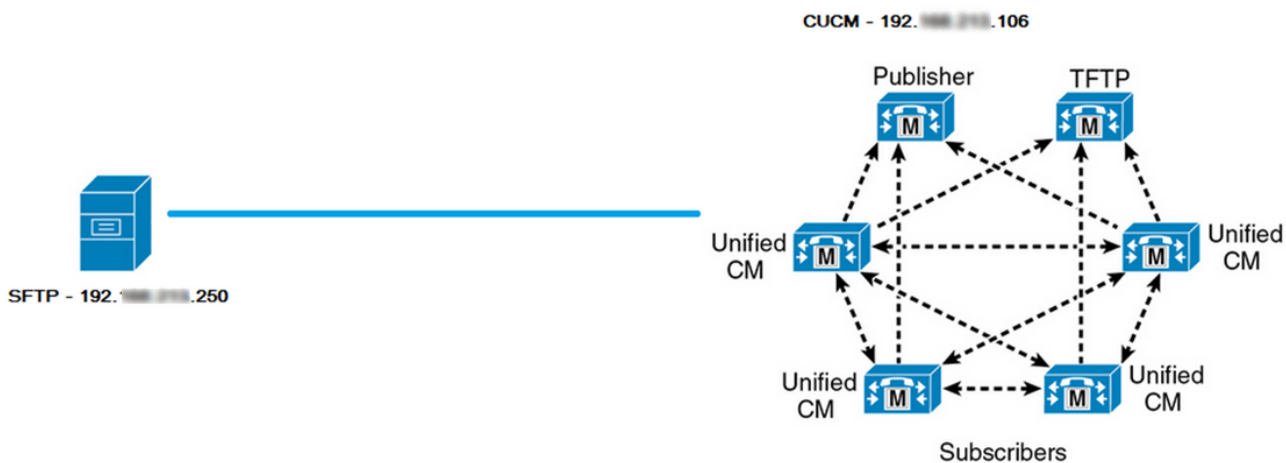 CUCM - 192. .106
Publisher
TFTP
M
M
Unified
CM
M
M
Unified
CM
SFTP - 192. .250
Unified
CM
M
M
Unified
CM
Subscribers